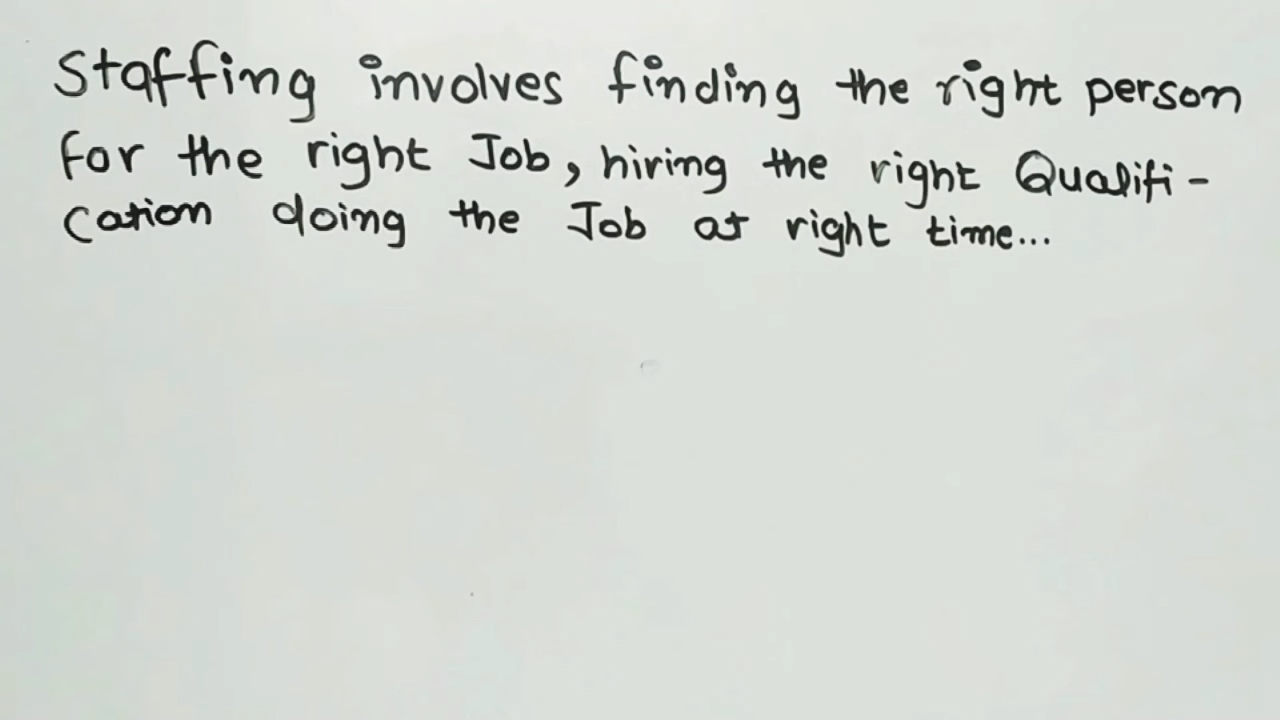 Staffing involves finding the right person
for the right Job, hiring the right Qualifi-
cation doing the Job at right time...